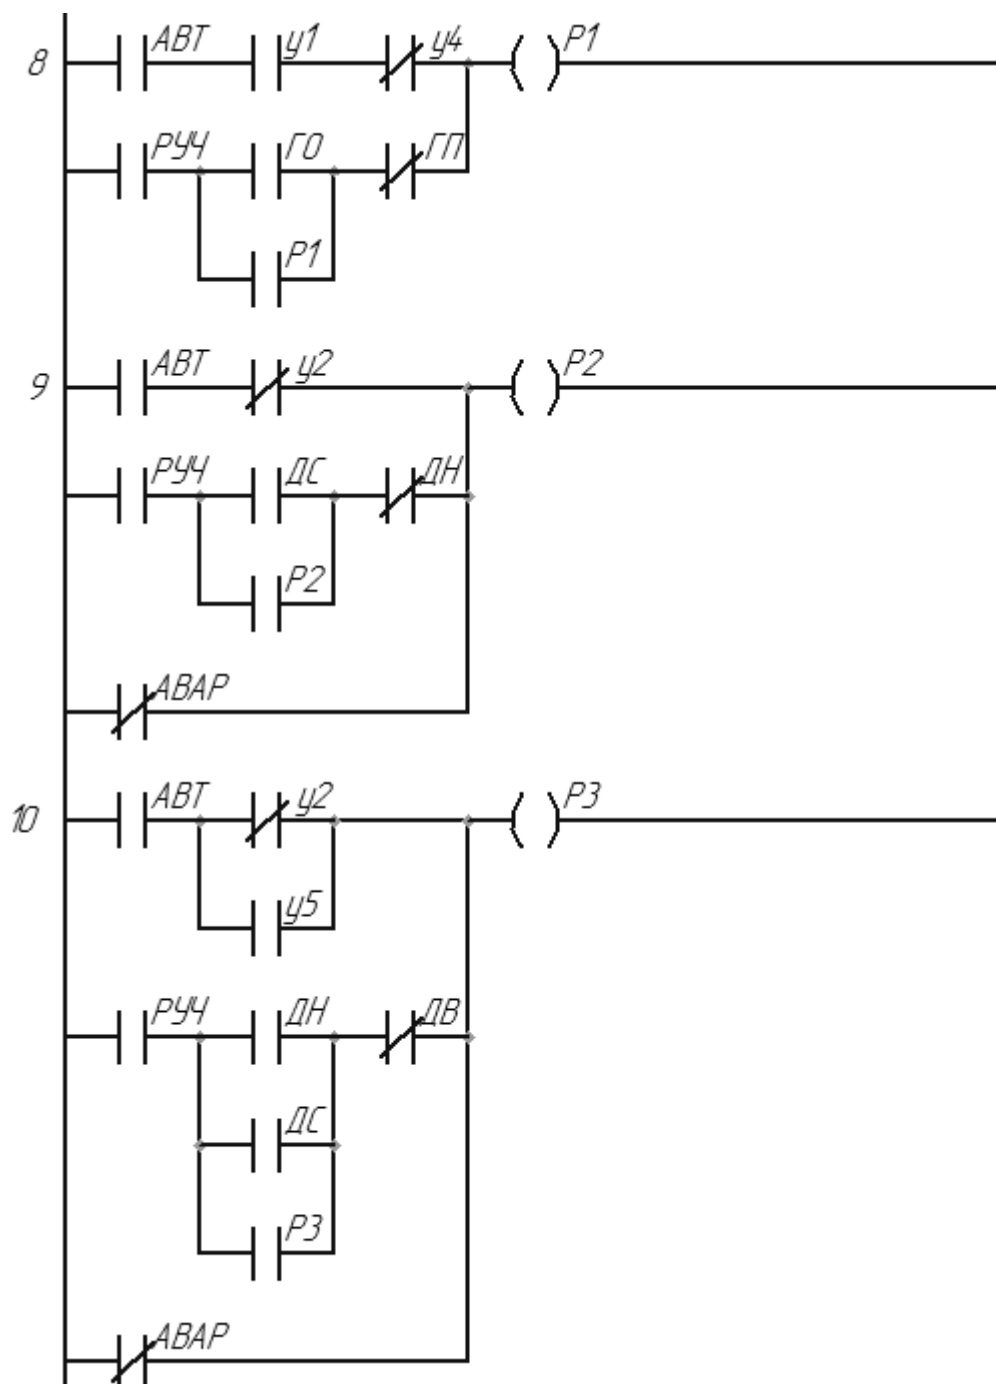 8 АВТ у1 у4 Р1
РУЧ ГО ГП
Р1
9 АВТ у2 Р2
РУЧ ДС ДН
Р2
АВАР
10 АВТ у2 Р3
у5
РУЧ ДН ДВ
ДС
Р3
АВАР